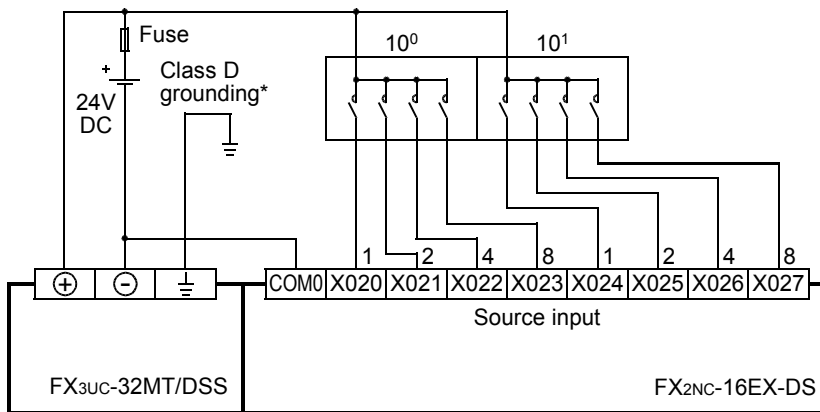 Fuse
10⁰ 10¹
+
Class D
grounding*
24V
DC
1 2 4 8 1 2 4 8
+ - COM0 X020 X021 X022 X023 X024 X025 X026 X027
Source input
FX3UC-32MT/DSS FX2NC-16EX-DS